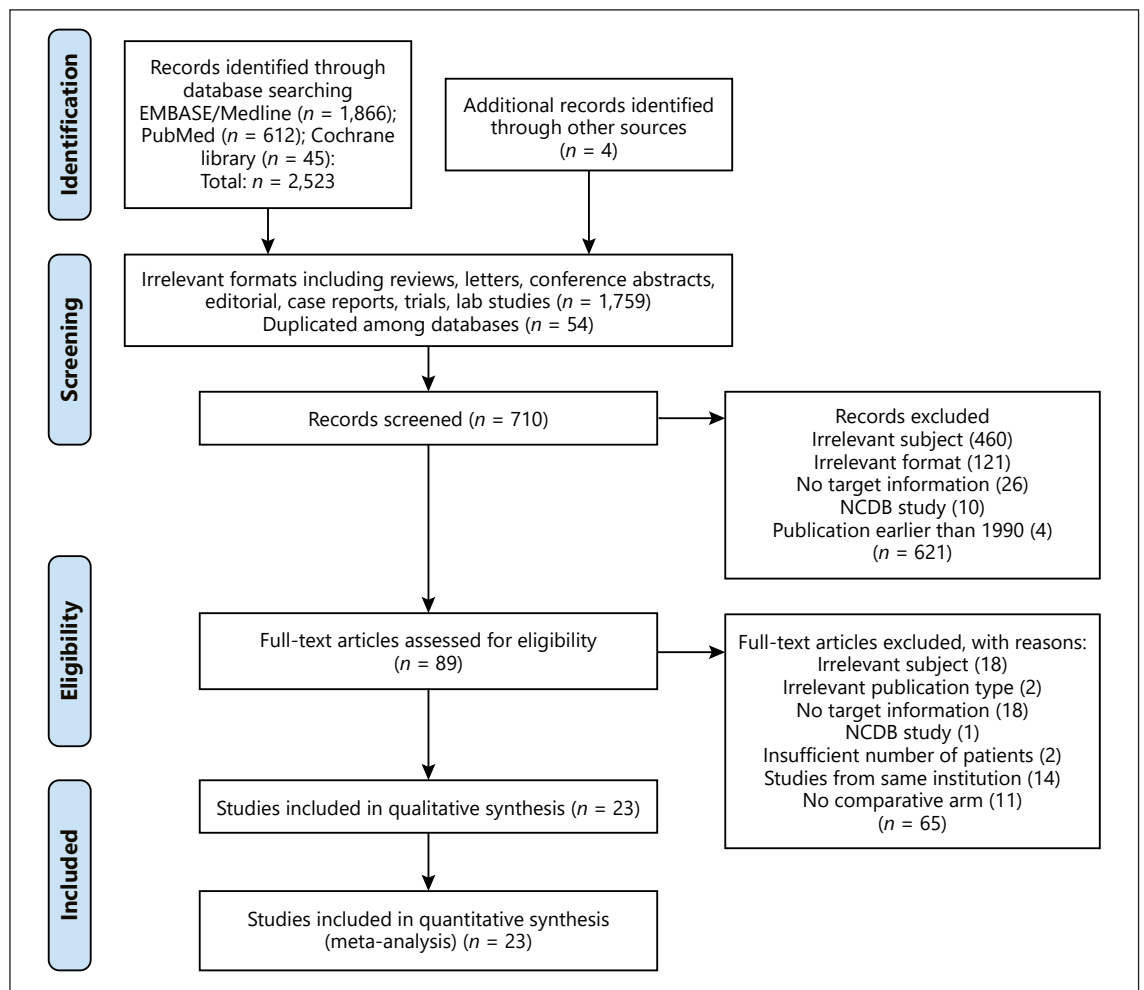 Identification
Records identified through
database searching
EMBASE/Medline (n = 1,866);
PubMed (n = 612); Cochrane
library (n = 45):
Total: n = 2,523
Additional records identified
through other sources
(n = 4)
Screening
Irrelevant formats including reviews, letters, conference abstracts,
editorial, case reports, trials, lab studies (n = 1,759)
Duplicated among databases (n = 54)
Records screened (n = 710)
Records excluded
Irrelevant subject (460)
Irrelevant format (121)
No target information (26)
NCDB study (10)
Publication earlier than 1990 (4)
(n = 621)
Eligibility
Full-text articles assessed for eligibility
(n = 89)
Full-text articles excluded, with reasons:
Irrelevant subject (18)
Irrelevant publication type (2)
No target information (18)
NCDB study (1)
Insufficient number of patients (2)
Studies from same institution (14)
No comparative arm (11)
(n = 65)
Included
Studies included in qualitative synthesis (n = 23)
Studies included in quantitative synthesis
(meta-analysis) (n = 23)